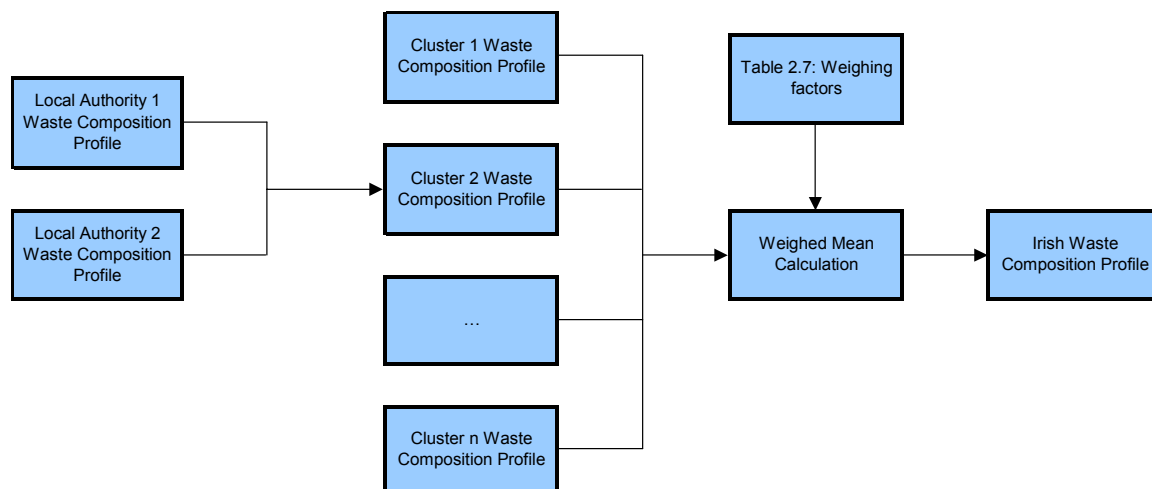 Local Authority 1
Waste Composition
Profile
Local Authority 2
Waste Composition
Profile
Cluster 1 Waste
Composition Profile
Cluster 2 Waste
Composition Profile
…
Cluster n Waste
Composition Profile
Table 2.7: Weighing
factors
Weighed Mean
Calculation
Irish Waste
Composition Profile